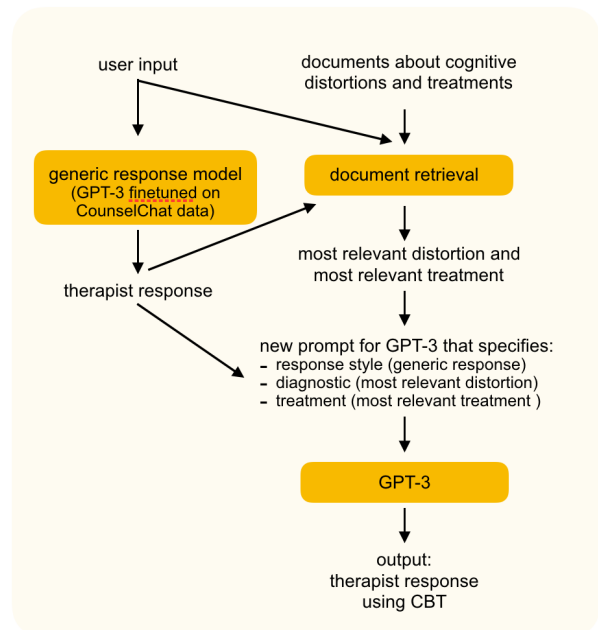 user input
documents about cognitive
distortions and treatments
generic response model
(GPT-3 finetuned on
CounselChat data)
document retrieval
therapist response
most relevant distortion and
most relevant treatment
new prompt for GPT-3 that specifies:
- response style (generic response)
- diagnostic (most relevant distortion)
- treatment (most relevant treatment )
GPT-3
output:
therapist response
using CBT